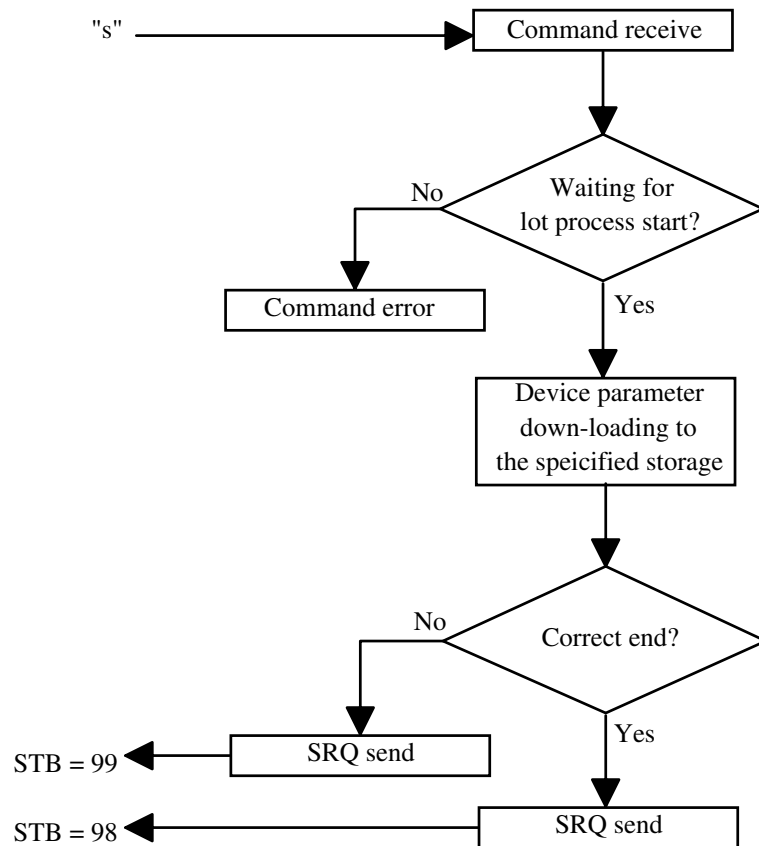 "s"
Command receive
Waiting for
lot process start?
No
Command error
Yes
Device parameter
down-loading to
the speicified storage
Correct end?
No
SRQ send
STB = 99
Yes
SRQ send
STB = 98